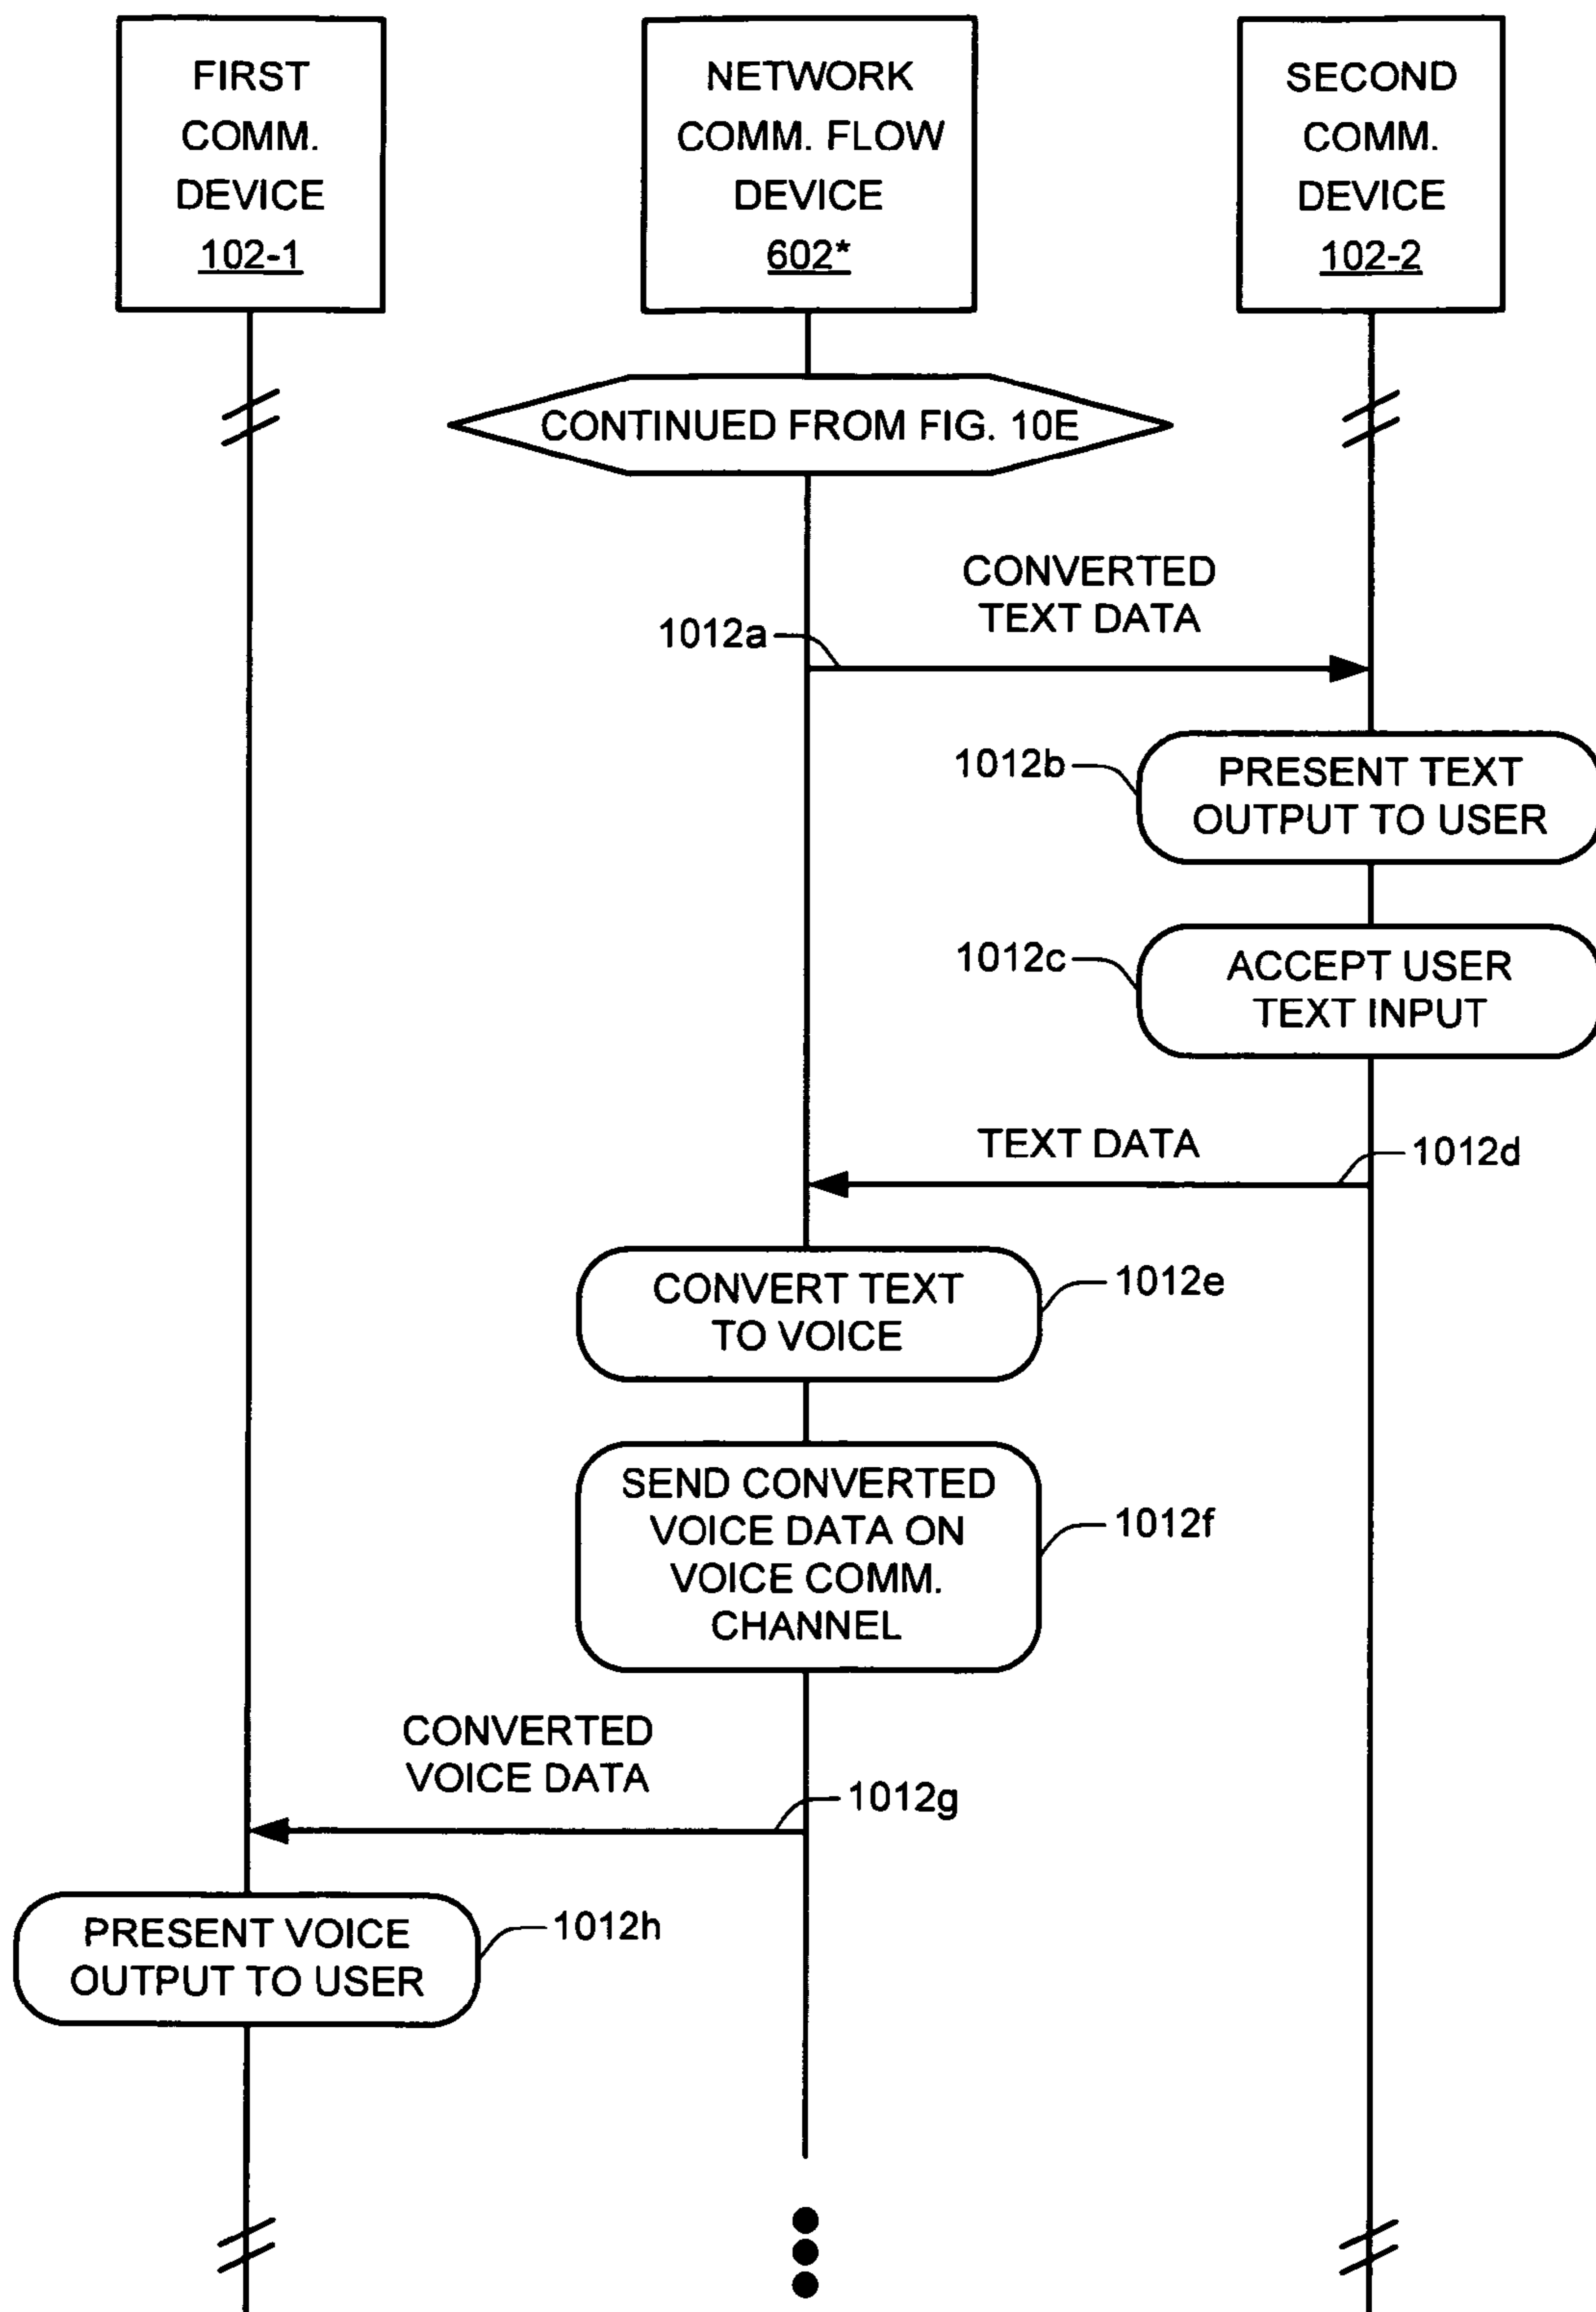 FIRST
COMM.
DEVICE
102-1
NETWORK
COMM. FLOW
DEVICE
602*
SECOND
COMM.
DEVICE
102-2
CONTINUED FROM FIG. 10E
CONVERTED
TEXT DATA
1012a
1012b
PRESENT TEXT
OUTPUT TO USER
1012c
ACCEPT USER
TEXT INPUT
TEXT DATA
1012d
CONVERT TEXT
TO VOICE
1012e
SEND CONVERTED
VOICE DATA ON
VOICE COMM.
CHANNEL
1012f
CONVERTED
VOICE DATA
1012g
PRESENT VOICE
OUTPUT TO USER
1012h